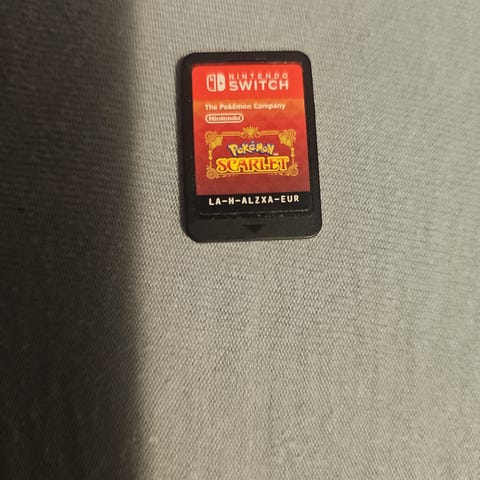 NINTENDO
SWITCH
The Pokémon Company
Nintendo
POKéMON
SCARLET
LA-H-ALZXA-EUR